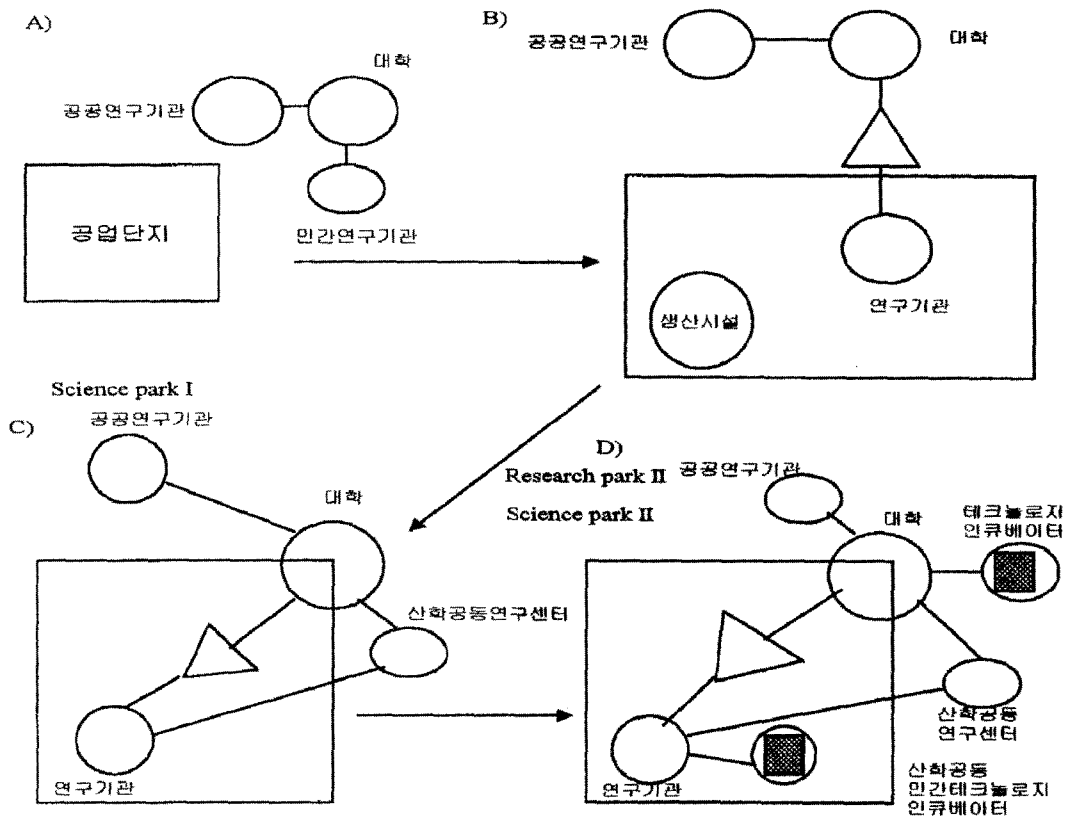 A)
대학
공공연구기관
공업단지
민간연구기관
B)
공공연구기관
대학
연구기관
생산시설
Science park I
공공연구기관
C)
대학
산학공동연구센터
연구기관
D)
Research park II
공공연구기관
Science park II
대학
테크놀로지
인큐베이터
산학공동
연구센터
연구기관
산학공동
민간테크놀로지
인큐베이터